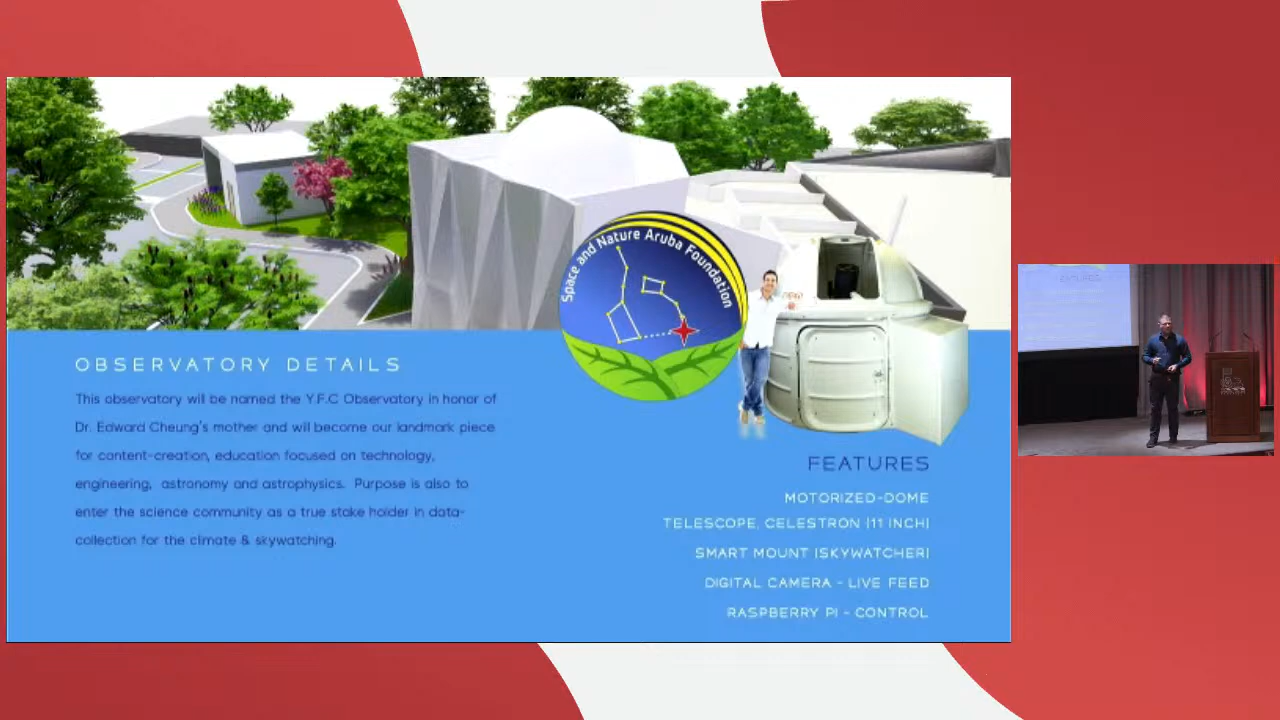 Space and Nature Aruba Foundation
OBSERVATORY DETAILS
This observatory will be named the Y.F.C Observatory in honor of
Dr. Edward Cheung's mother and will become our landmark piece
for content-creation, education focused on technology,
engineering, astronomy and astrophysics. Purpose is also to
enter the science community as a true stake holder in data-
collection for the climate & skywatching.
FEATURES
MOTORIZED-DOME
TELESCOPE, CELESTRON (11 INCH)
SMART MOUNT (SKYWATCHER)
DIGITAL CAMERA - LIVE FEED
RASPBERRY PI - CONTROL
FEATURES